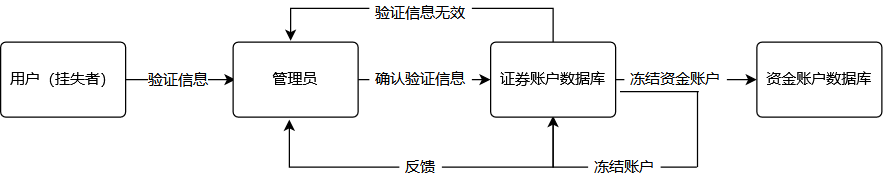 验证信息无效
用户（挂失者）
验证信息
管理员
确认验证信息
证券账户数据库
冻结资金账户
资金账户数据库
反馈
冻结账户